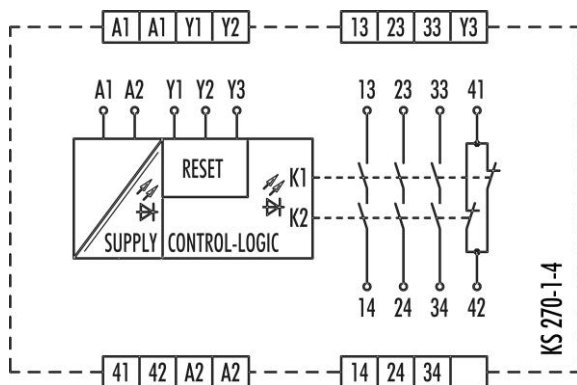 A1 A1 Y1 Y2 13 23 33 Y3
A1 A2 Y1 Y2 Y3 13 23 33 41
RESET
K1
K2
SUPPLY CONTROL-LOGIC
14 24 34 42
KS 270-1-4
41 42 A2 A2 14 24 34